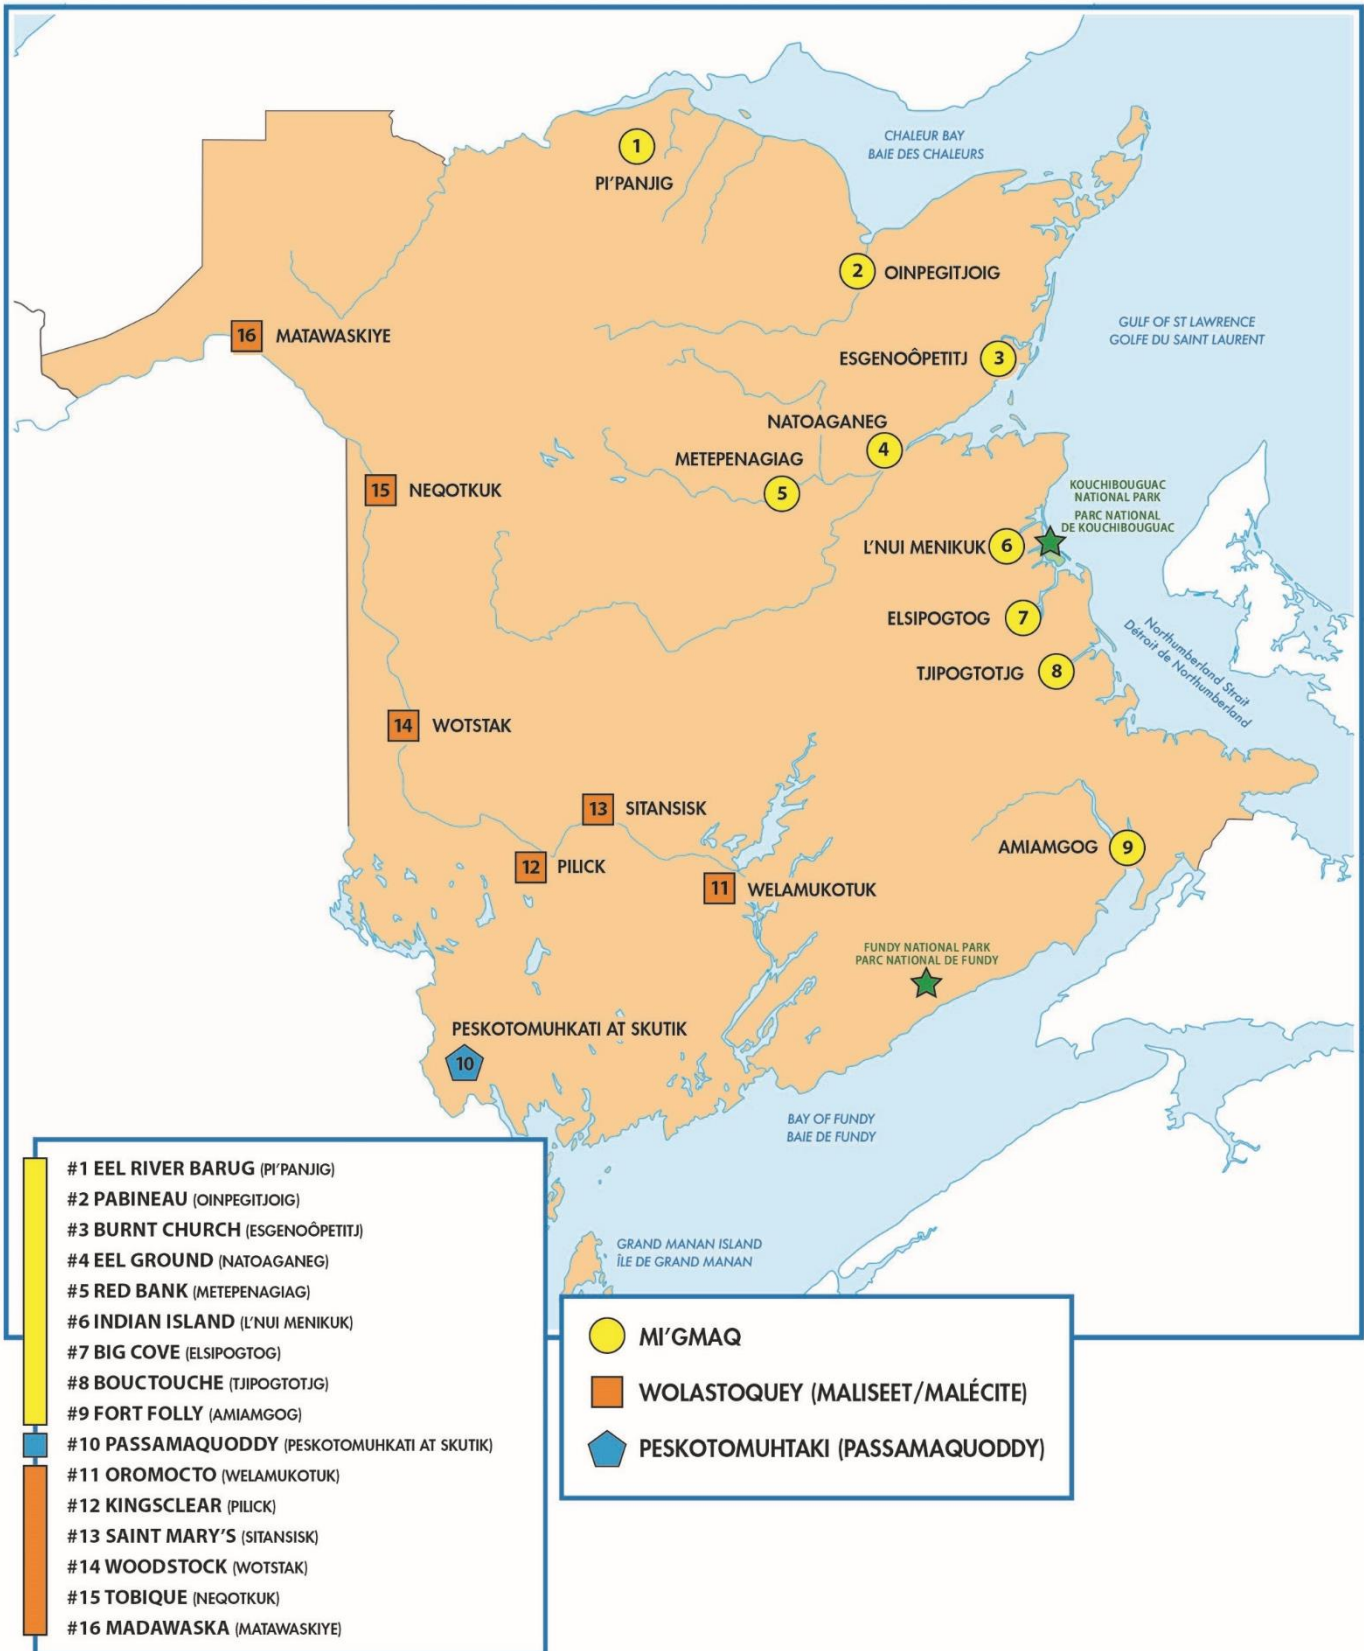 CHALEUR BAY
BAIE DES CHALEURS
1
PI'PANJIG
2 OINPEGITJOIG
GULF OF ST LAWRENCE
GOLFE DU SAINT LAURENT
16 MATAWASKIYE
ESGENOÔPETITJ 3
NATOAGANEG
4
METEPENAGIAG
5
15 NEQOTKUK
KOUCHIBOUGUAC
NATIONAL PARK
PARC NATIONAL
DE KOUCHIBOUGUAC
L'NUI MENIKUK 6
ELSIPOGTOG 7
TJIPOGTOTJG 8
Northumberland Strait
Détroit de Northumberland
14 WOTSTAK
13 SITANSISK
12 PILICK
AMIAMGOG 9
11 WELAMUKOTUK
FUNDY NATIONAL PARK
PARC NATIONAL DE FUNDY
PESKOTOMUHKATI AT SKUTIK
10
BAY OF FUNDY
BAIE DE FUNDY
GRAND MANAN ISLAND
ÎLE DE GRAND MANAN
#1 EEL RIVER BARUG (PI'PANJIG)
#2 PABINEAU (OINPEGITJOIG)
#3 BURNT CHURCH (ESGENOÔPETITJ)
#4 EEL GROUND (NATOAGANEG)
#5 RED BANK (METEPENAGIAG)
#6 INDIAN ISLAND (L'NUI MENIKUK)
#7 BIG COVE (ELSIPOGTOG)
#8 BOUCTOUCHE (TJIPOGTOTJG)
#9 FORT FOLLY (AMIAMGOG)
#10 PASSAMAQUODDY (PESKOTOMUHKATI AT SKUTIK)
#11 OROMOCTO (WELAMUKOTUK)
#12 KINGSCLEAR (PILICK)
#13 SAINT MARY'S (SITANSISK)
#14 WOODSTOCK (WOTSTAK)
#15 TOBIQUE (NEQOTKUK)
#16 MADAWASKA (MATAWASKIYE)
MI'GMAQ
WOLASTOQUEY (MALISEET/MALÉCITE)
PESKOTOMUHTAKI (PASSAMAQUODDY)